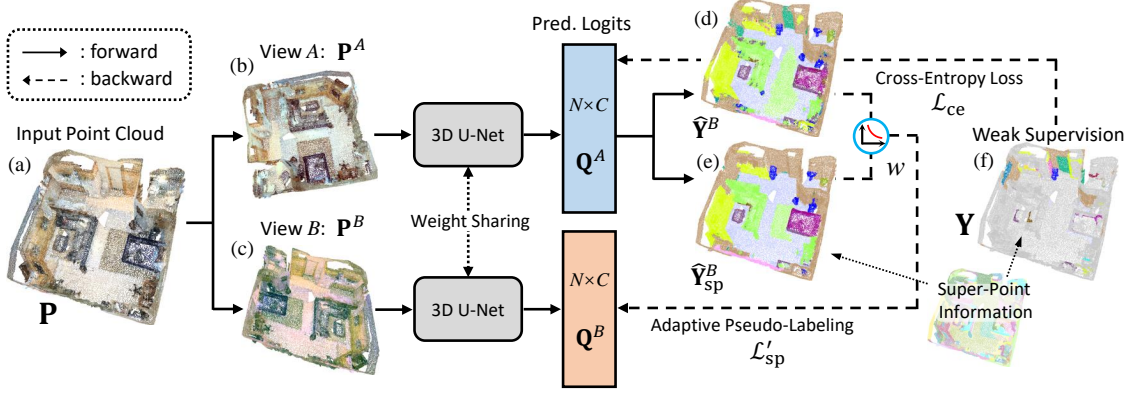 : forward
: backward
Input Point Cloud
(a)
P
(b)
View A: P^A
(c)
View B: P^B
3D U-Net
Weight Sharing
3D U-Net
Pred. Logits
N×C
Q^A
N×C
Q^B
(d)
Ŷ^B
(e)
Ŷ^B_sp
w
Cross-Entropy Loss
ℒ_ce
Weak Supervision
(f)
Y
Super-Point
Information
Adaptive Pseudo-Labeling
ℒ′_sp